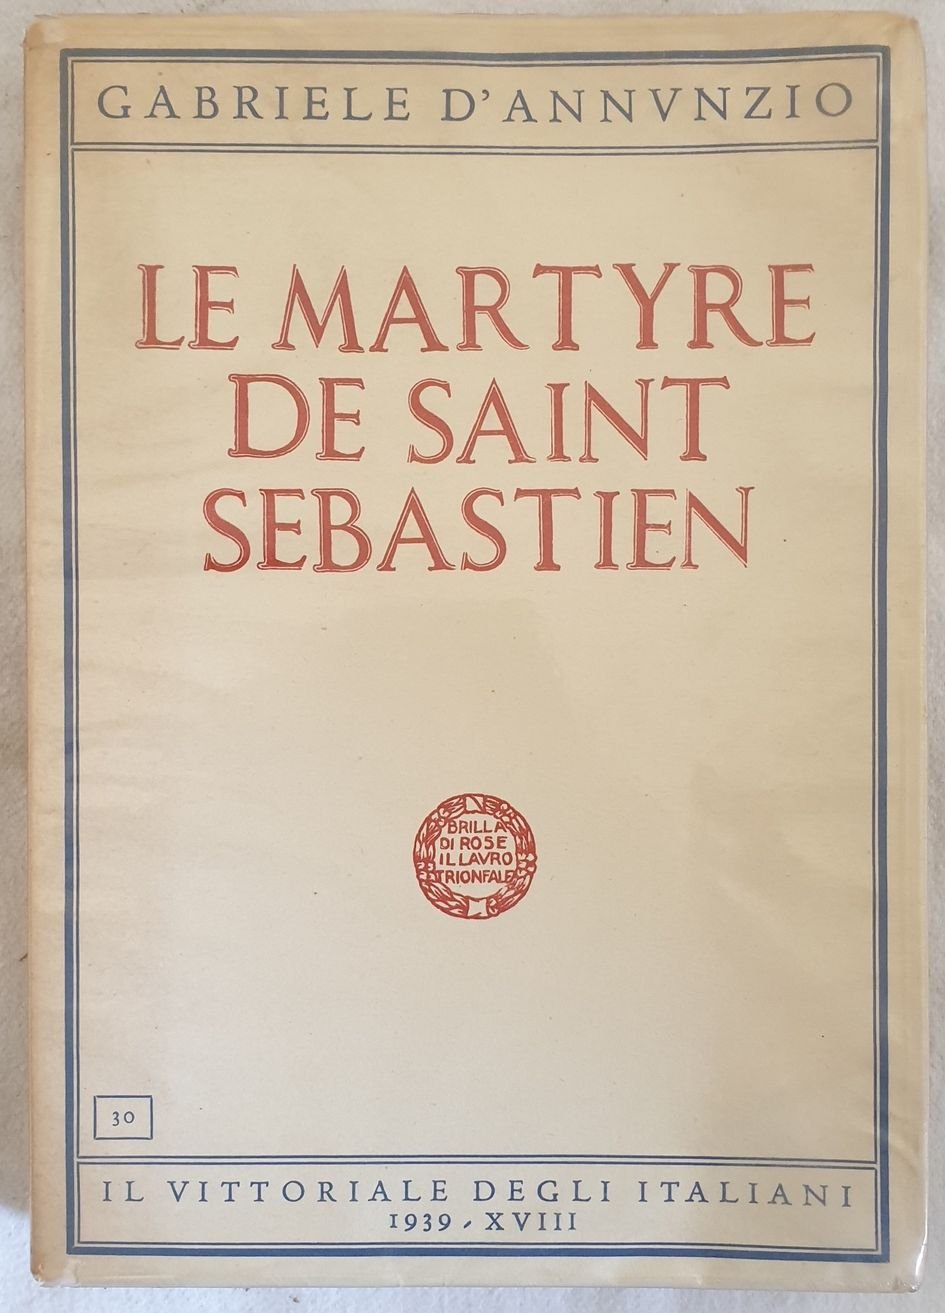 GABRIELE D'ANNVNZIO
LE MARTYRE
DE SAINT
SEBASTIEN
BRILLA
DI ROSE
IL LAVRO
TRIONFALE
30
IL VITTORIALE DEGLI ITALIANI
1939 - XVIII